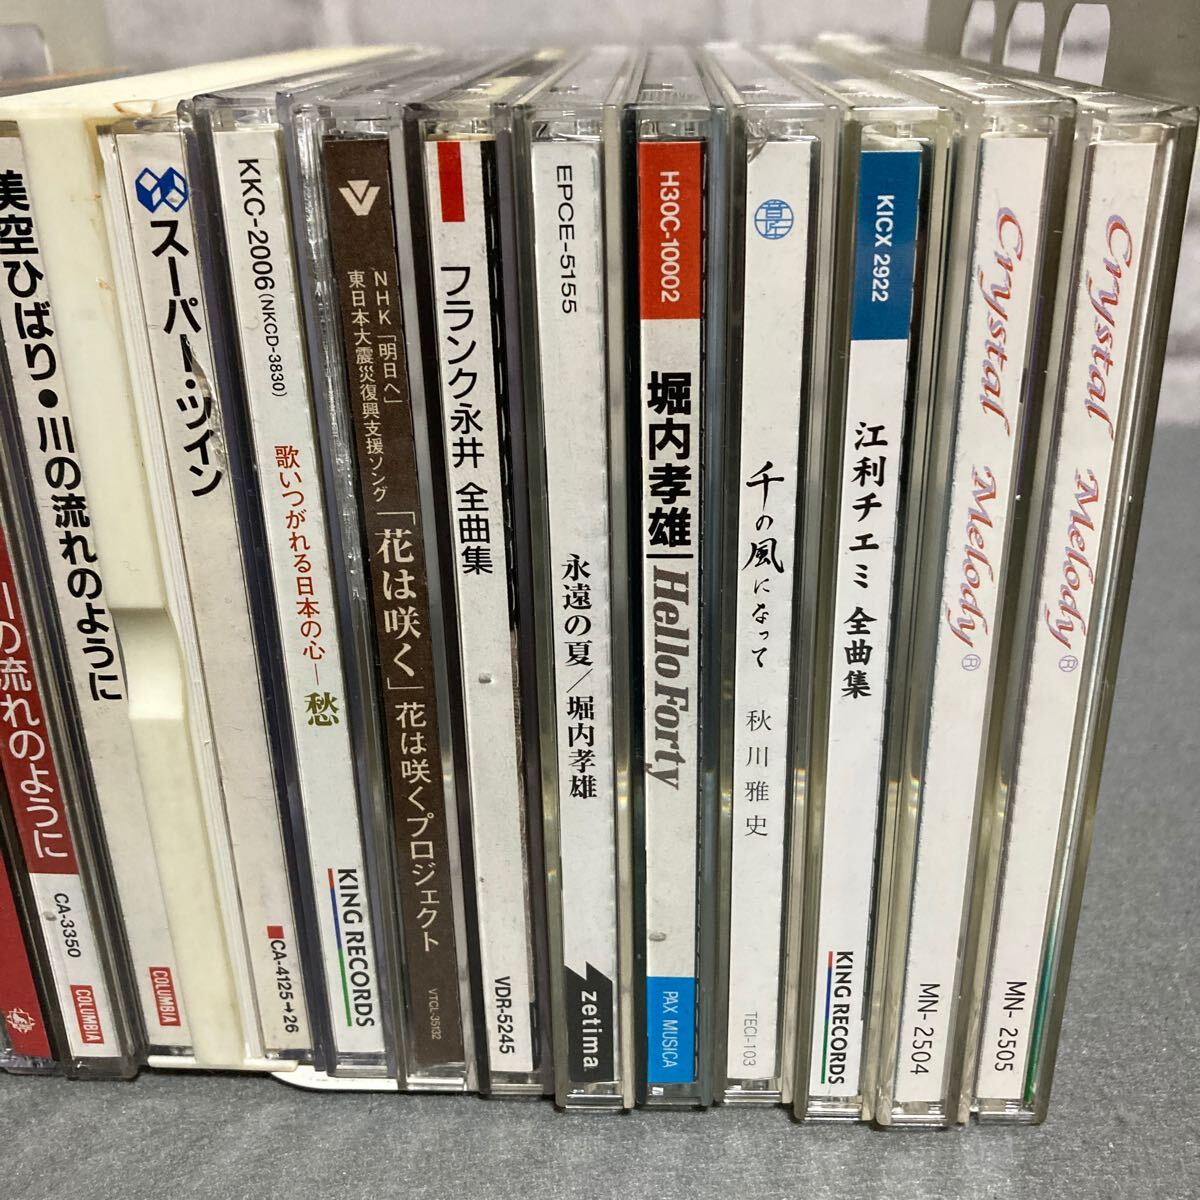 川の流れのように
CA-3350
美空ひばり・川の流れのように
COLUMBIA
COLUMBIA
スーパー・ツイン
CA-4125→26
KKC-2006(NKCD-3830)
歌いつがれる日本の心―愁
KING RECORDS
NHK「明日へ」
東日本大震災復興支援ソング
「花は咲く」花は咲くプロジェクト
VTCL-35132
フランク永井 全曲集
VDR-5245
EPCE-5155
永遠の夏／堀内孝雄
zetima
H30C-10002
堀内孝雄 Hello Forty
PAX MUSICA
千の風になって 秋川雅史
TECI-103
KICX 2922
江利チエミ 全曲集
KING RECORDS
Crystal Melody®
MN-2504
Crystal Melody®
MN-2505